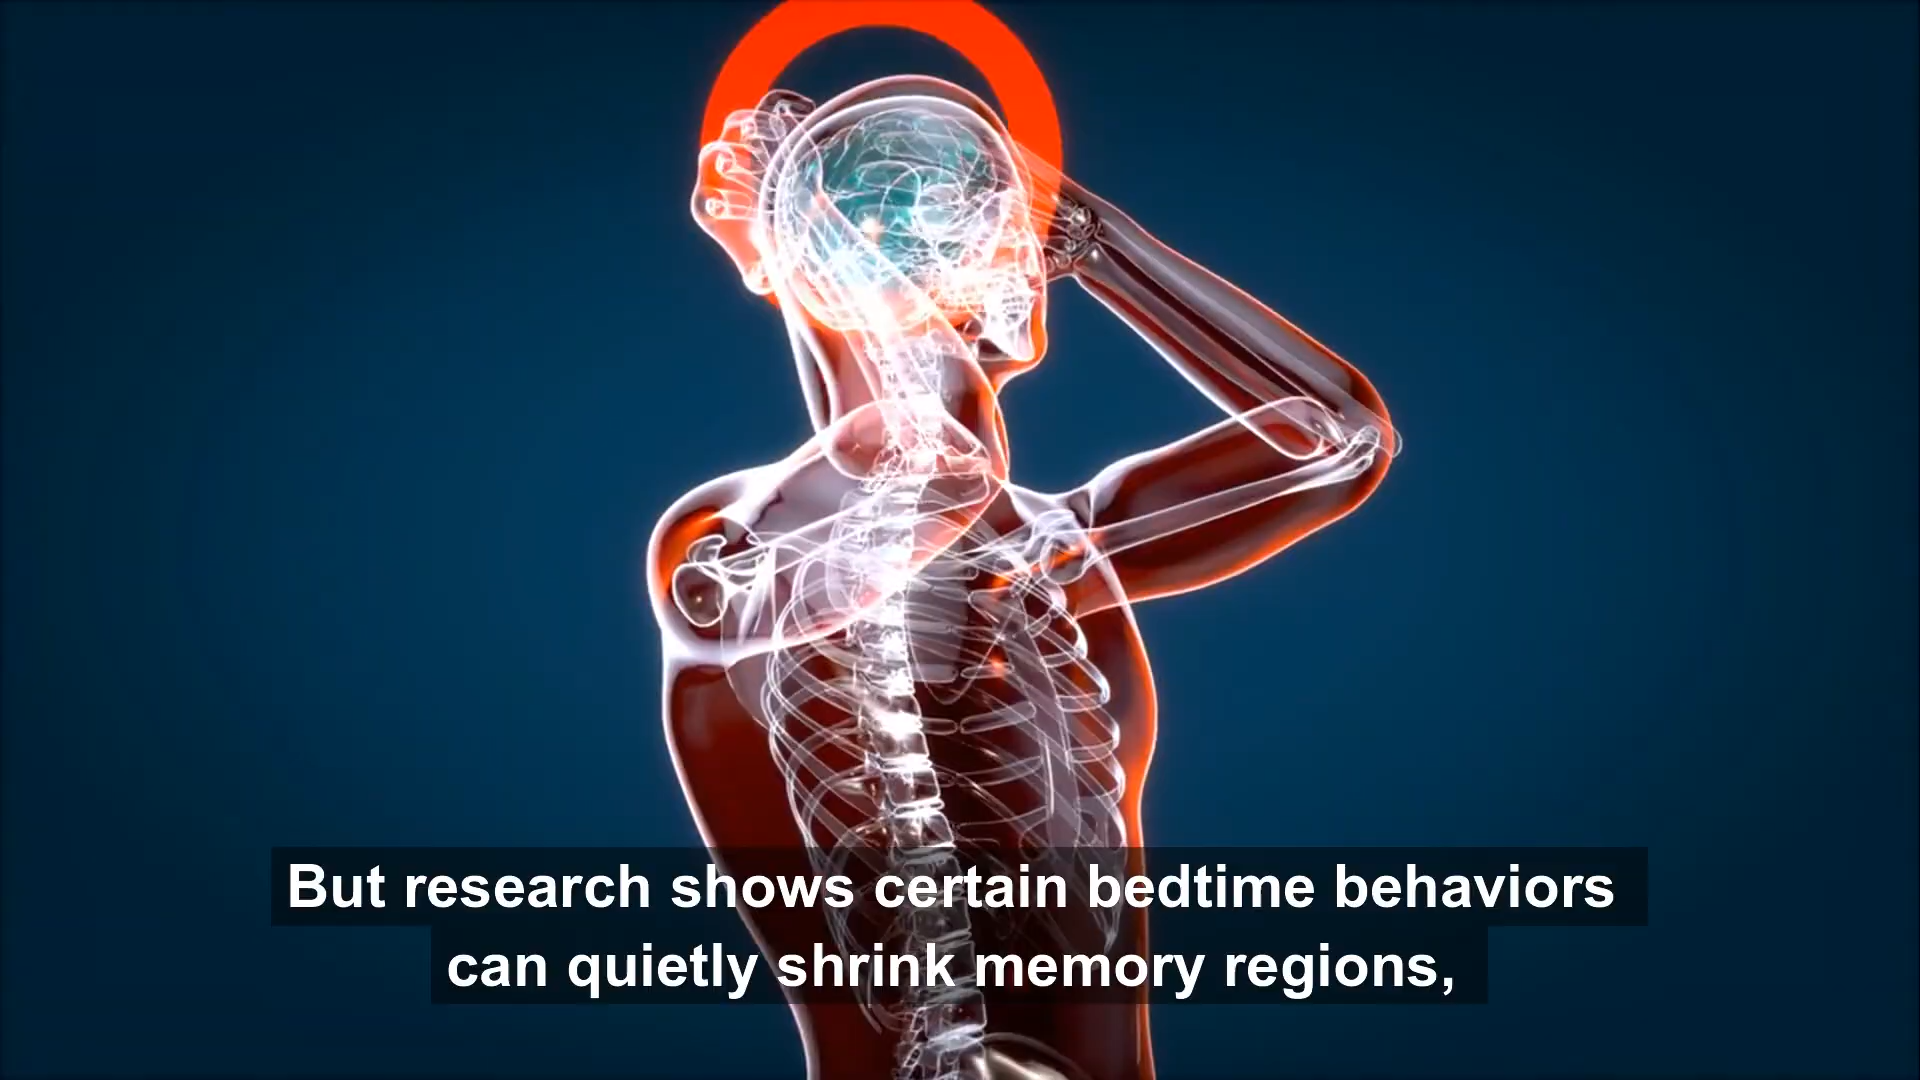 But research shows certain bedtime behaviors
can quietly shrink memory regions,